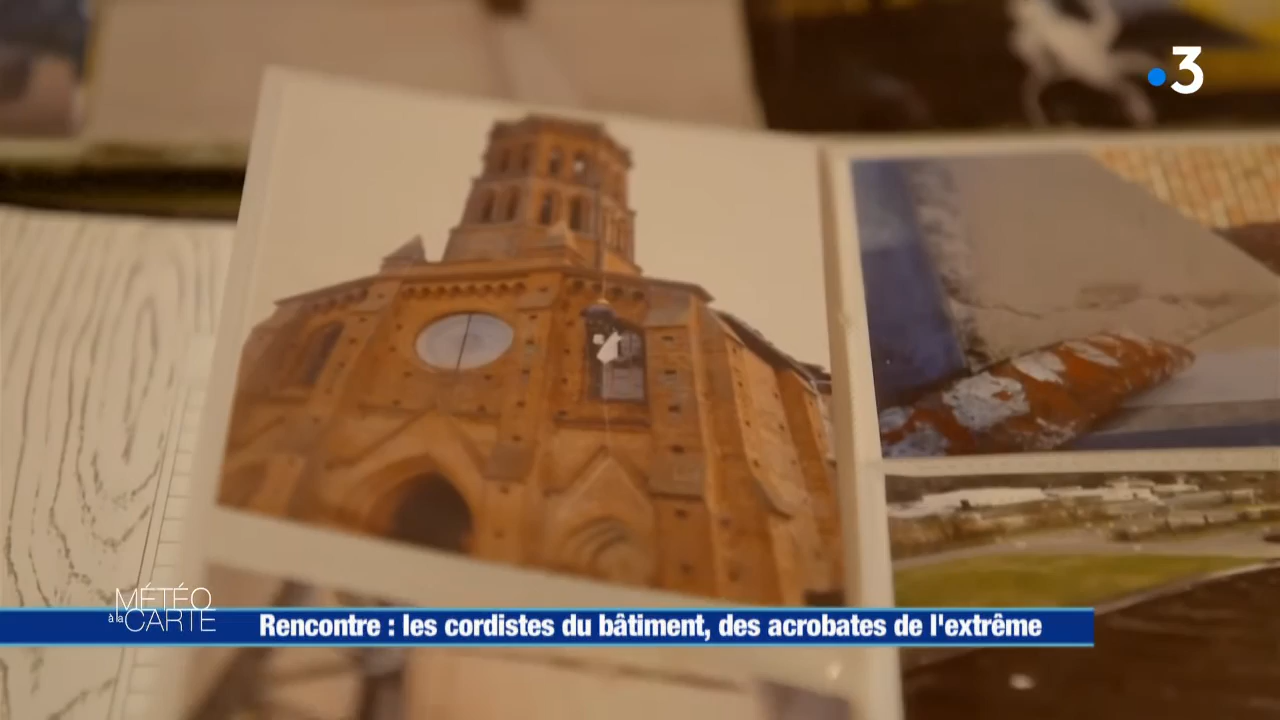 3
MÉTÉO
à la CARTE
Rencontre : les cordistes du bâtiment, des acrobates de l'extrême